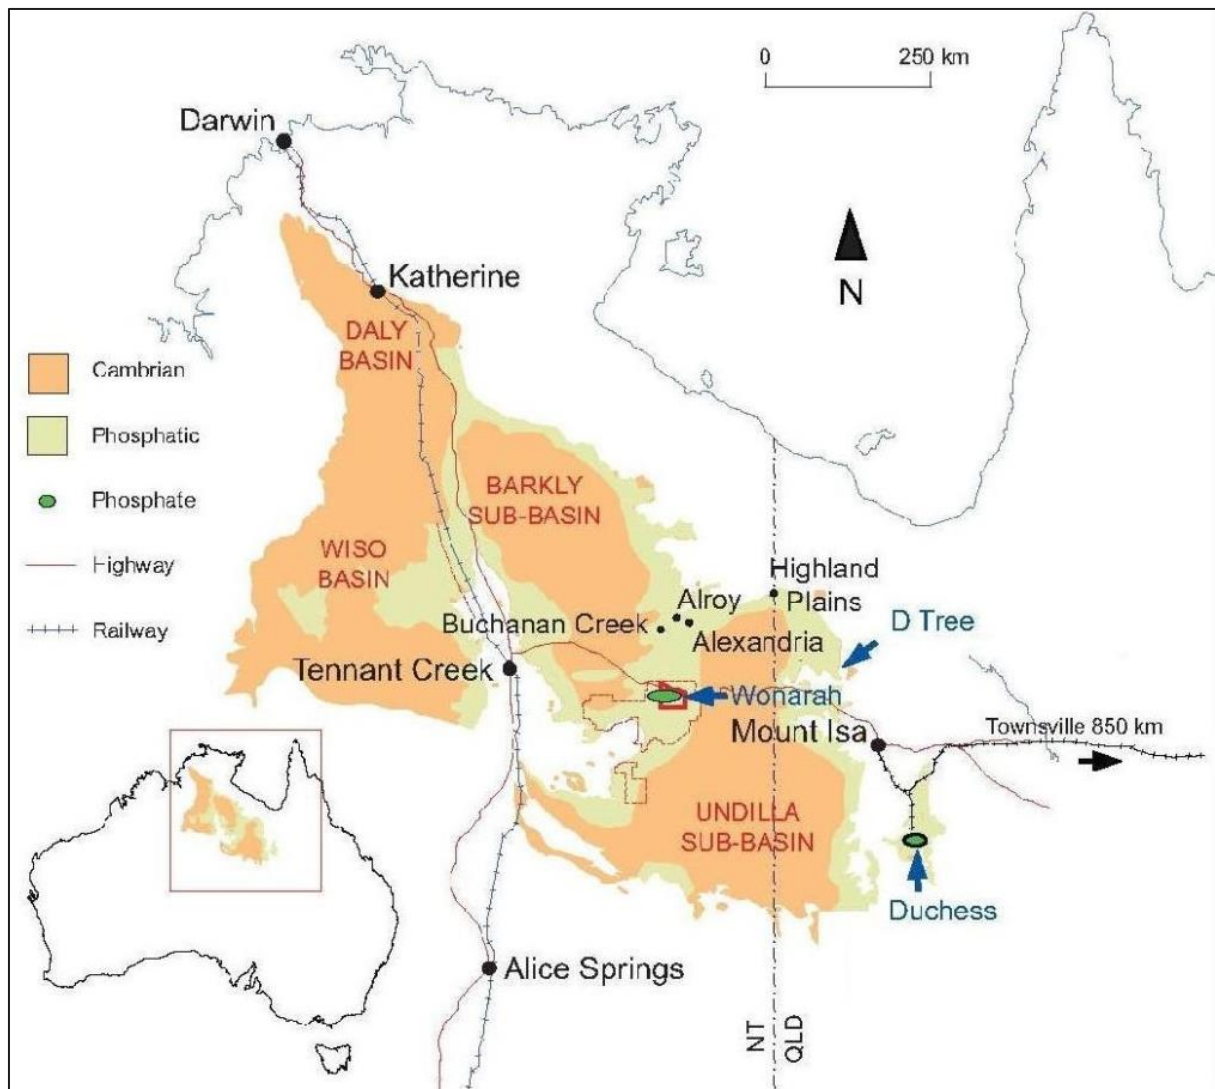 0 250 km
Darwin
N
Katherine
DALY
BASIN
Cambrian
Phosphatic
Phosphate
Highway
Railway
BARKLY
SUB-BASIN
WISO
BASIN
Highland
Plains
Alroy
Buchanan Creek
Alexandria
D Tree
Tennant Creek
Wonarah
Mount Isa
Townsville 850 km
UNDILLA
SUB-BASIN
Duchess
Alice Springs
NT
QLD